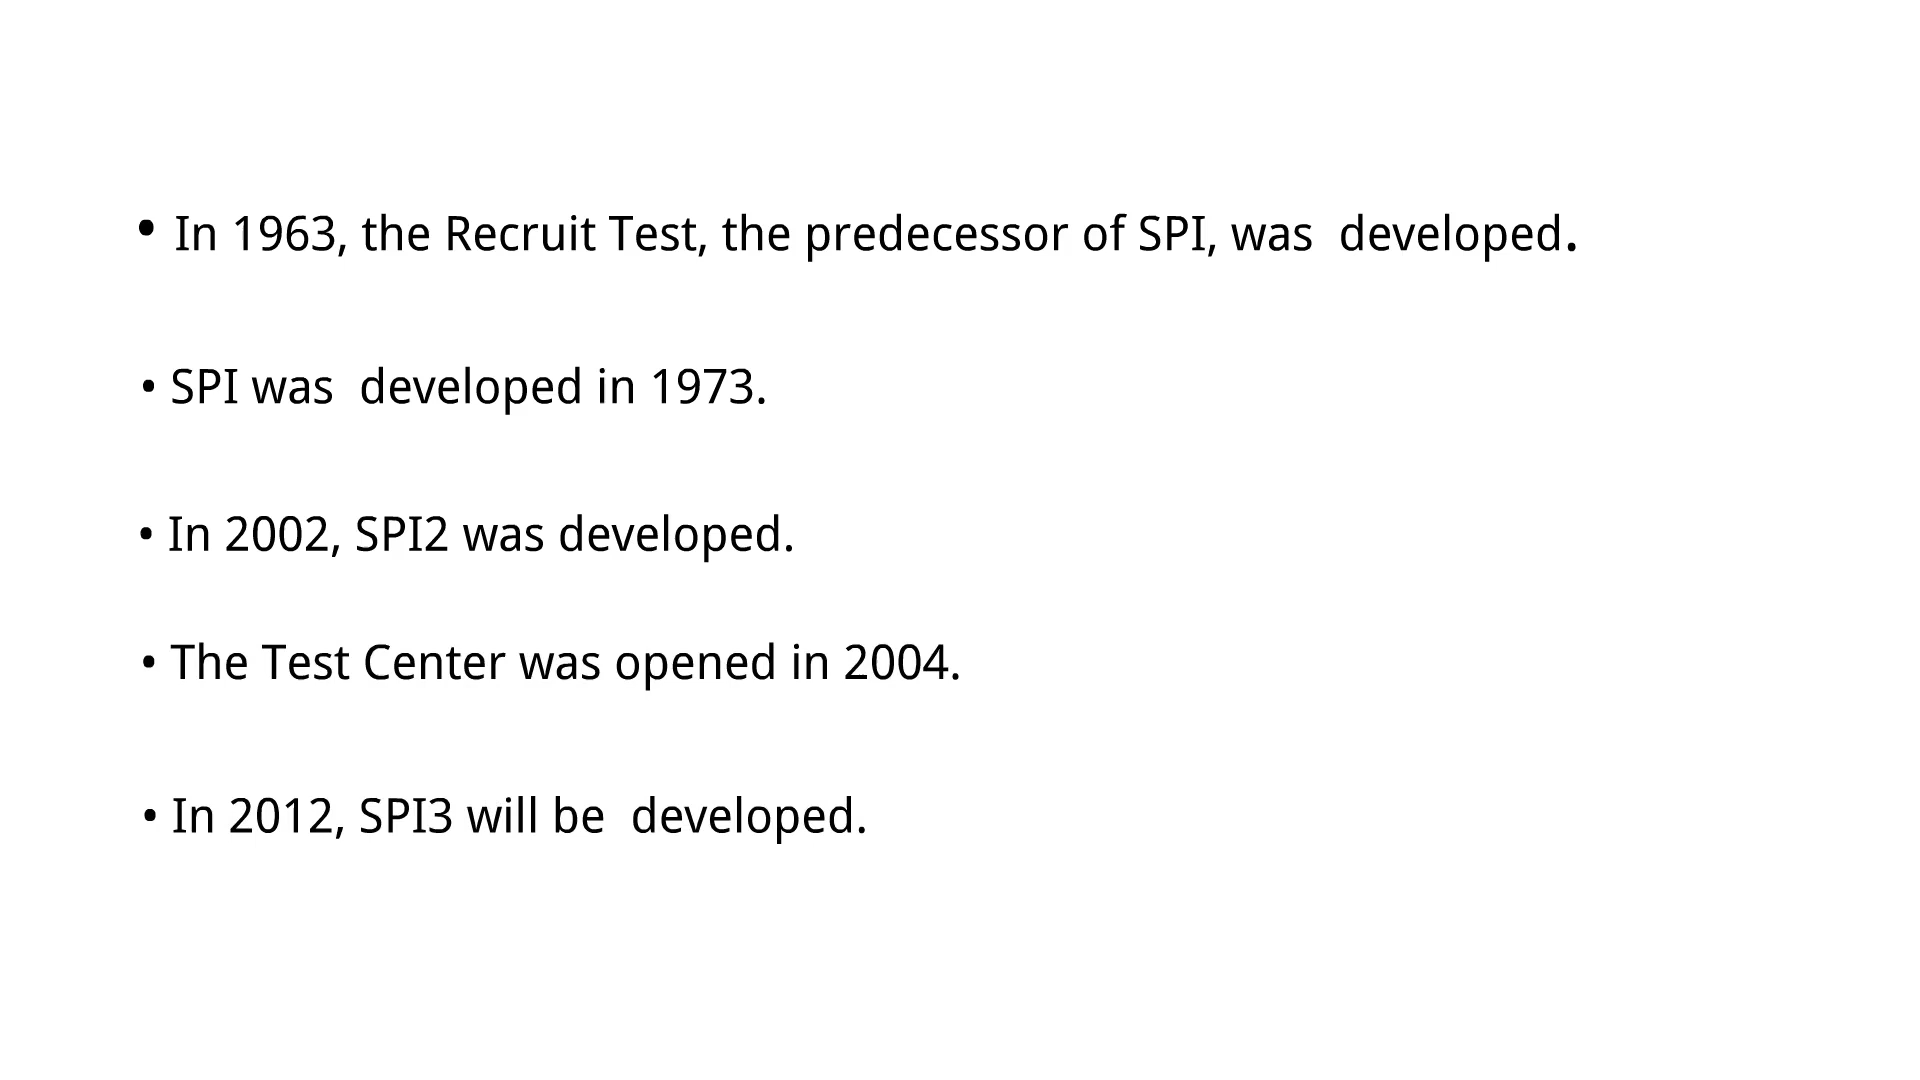 • In 1963, the Recruit Test, the predecessor of SPI, was  developed.
• SPI was  developed in 1973.
• In 2002, SPI2 was developed.
• The Test Center was opened in 2004.
• In 2012, SPI3 will be  developed.